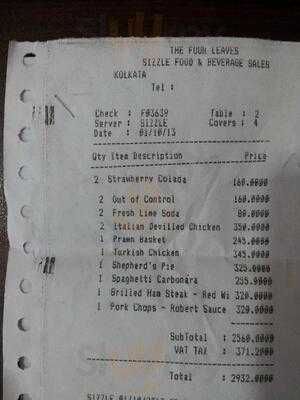 THE FOUR LEAVES
SIZZLE FOOD & BEVERAGE SALES
KOLKATA
Tel :
Check : F03639 Table : 2
Server : SIZZLE Covers : 4
Date : 01/10/13
Qty Item Description Price
2 Strawberry Colada 160.0000
2 Out of Control 160.0000
2 Fresh Lime Soda 80.0000
2 Italian Devilled Chicken 350.0000
1 Prawn Basket 245.0000
1 Turkish Chicken 345.0000
1 Shepherd's Pie 325.0000
1 Spaghetti Carbonara 255.0000
1 Grilled Ham Steak - Red Wi 320.0000
1 Pork Chops - Robert Sauce 320.0000
SubTotal : 2560.0000
VAT TAX : 371.2000
Total : 2932.0000